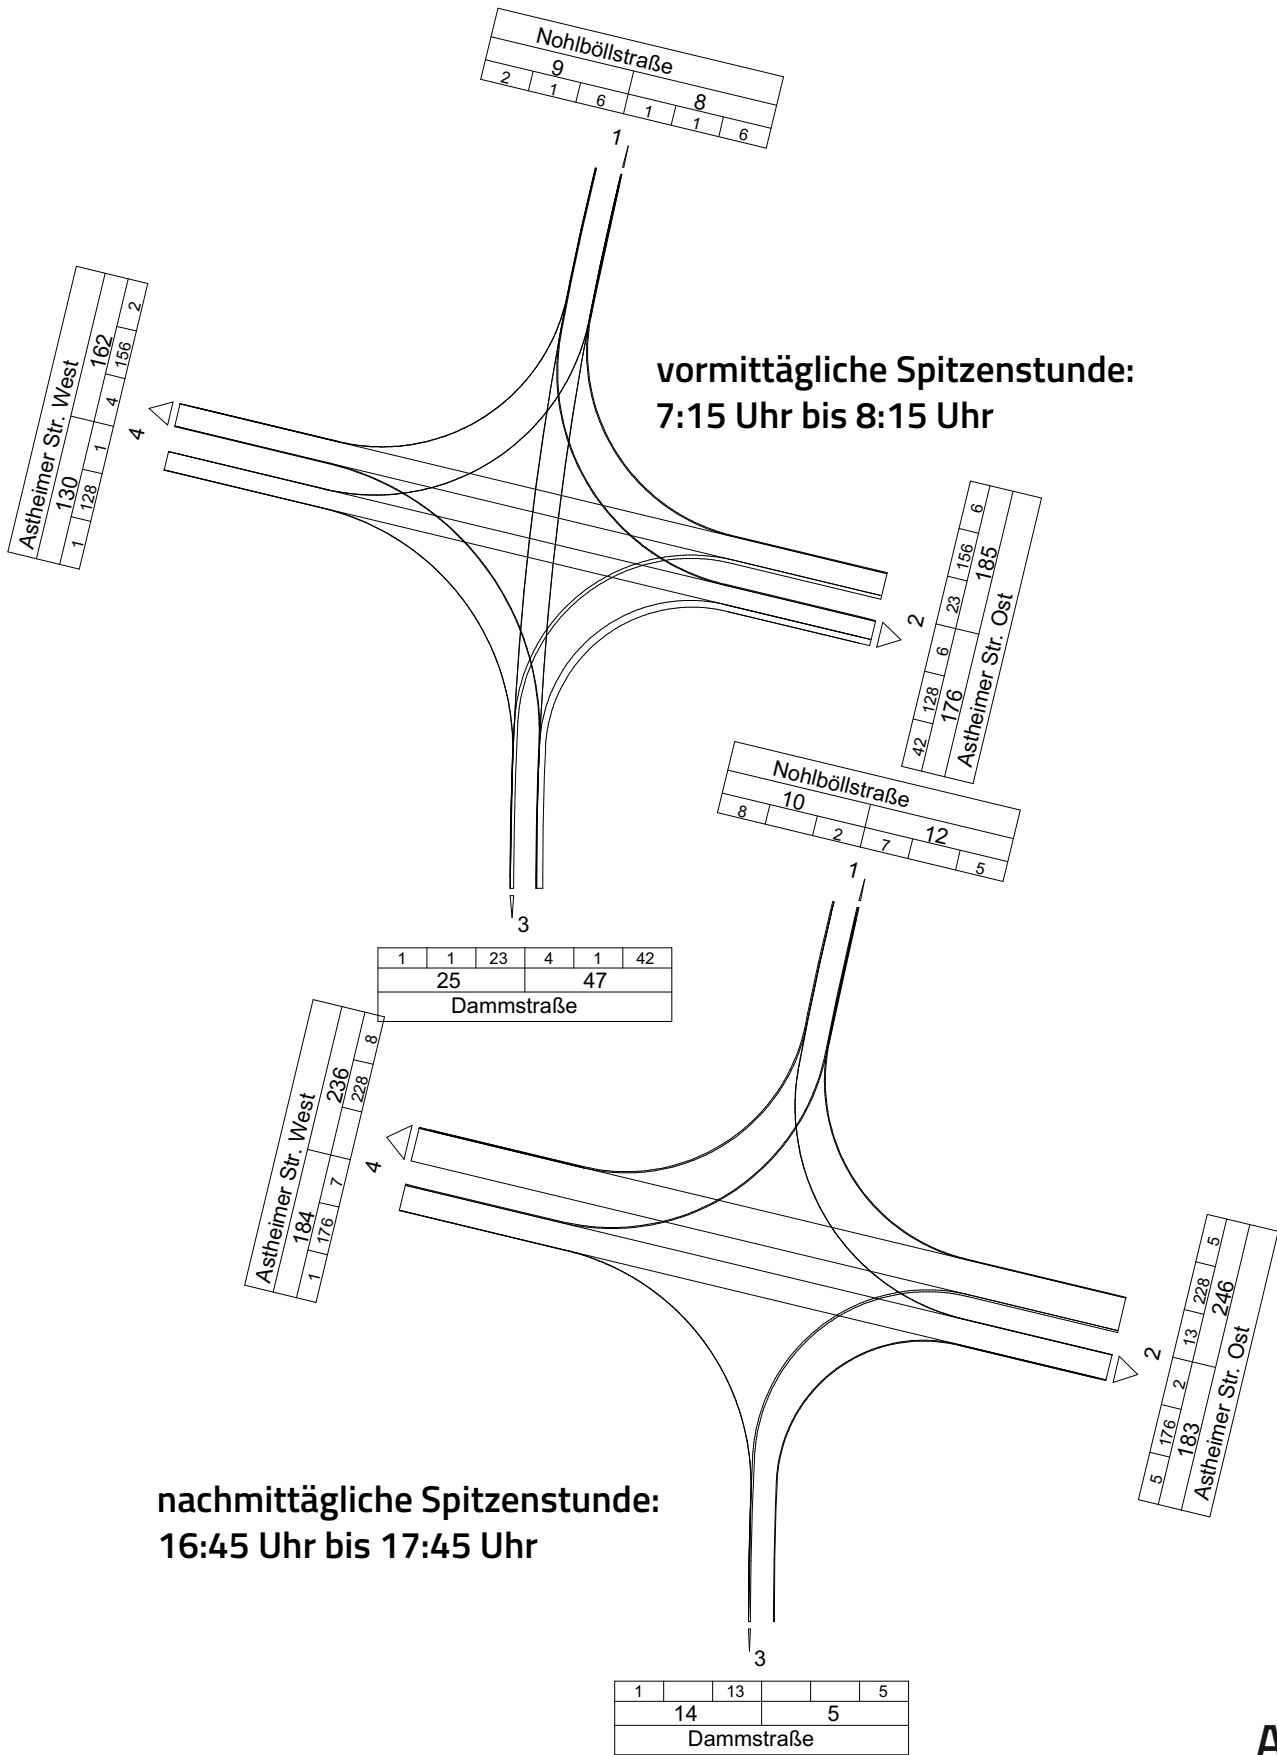 Nohlböllstraße
9 8
2 1 6 1 1 6
1
Astheimer Str. West
130 162
1 128 1 4 156 2
4
vormittägliche Spitzenstunde:
7:15 Uhr bis 8:15 Uhr
2
42 128 6 23 156 6
176 185
Astheimer Str. Ost
3
1 1 23 4 1 42
25 47
Dammstraße
Nohlböllstraße
10 12
8 2 7 5
1
Astheimer Str. West
184 236
1 176 7 228 8
4
2
5 176 2 13 228 5
183 246
Astheimer Str. Ost
nachmittägliche Spitzenstunde:
16:45 Uhr bis 17:45 Uhr
3
1 13 5
14 5
Dammstraße
A